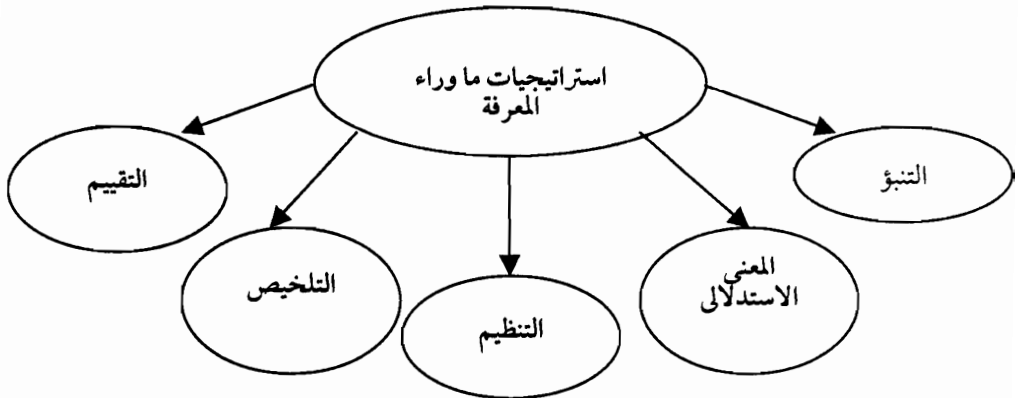 استراتيجيات ما وراء
المعرفة
التنبؤ
المعنى
الاستدلالى
التنظيم
التلخيص
التقييم